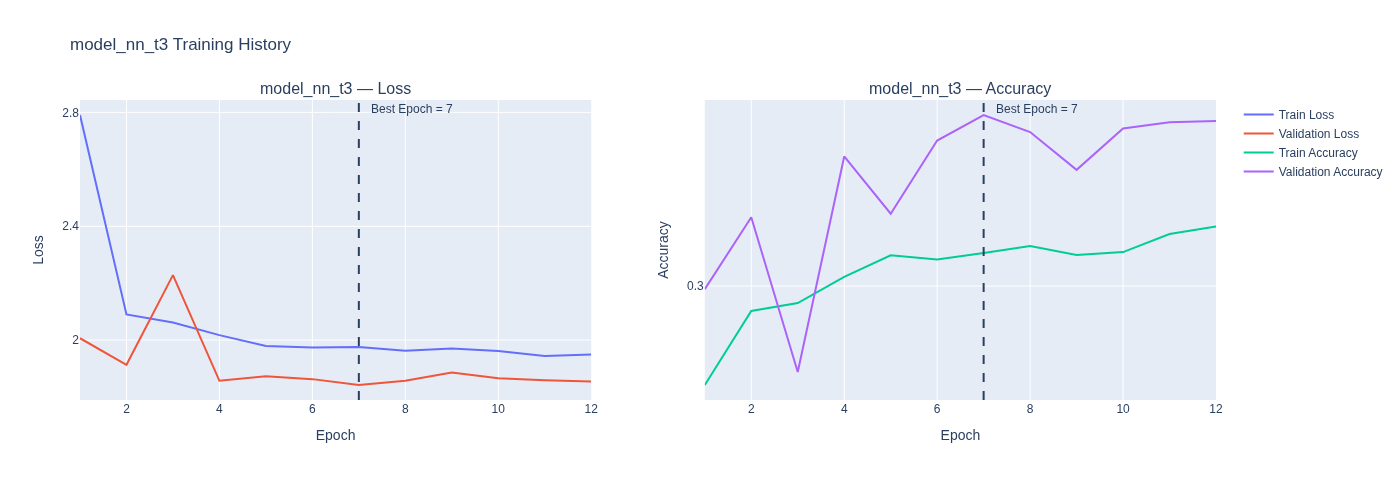 model_nn_t3 Training History
model_nn_t3 — Loss
Best Epoch = 7
2.8
2.4
2
Loss
2
4
6
8
10
12
Epoch
model_nn_t3 — Accuracy
Best Epoch = 7
0.3
Accuracy
2
4
6
8
10
12
Epoch
Train Loss
Validation Loss
Train Accuracy
Validation Accuracy